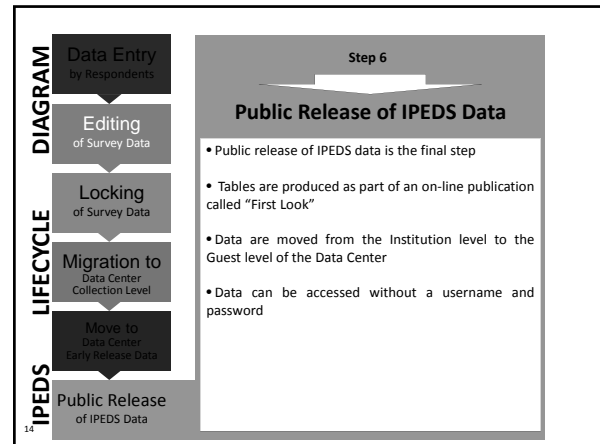 IPEDS LIFECYCLE DIAGRAM
Data Entry
by Respondents
Editing
of Survey Data
Locking
of Survey Data
Migration to
Data Center
Collection Level
Move to
Data Center
Early Release Data
Public Release
of IPEDS Data
Step 6
Public Release of IPEDS Data
• Public release of IPEDS data is the final step
• Tables are produced as part of an on-line publication
called “First Look”
• Data are moved from the Institution level to the
Guest level of the Data Center
• Data can be accessed without a username and
password
14